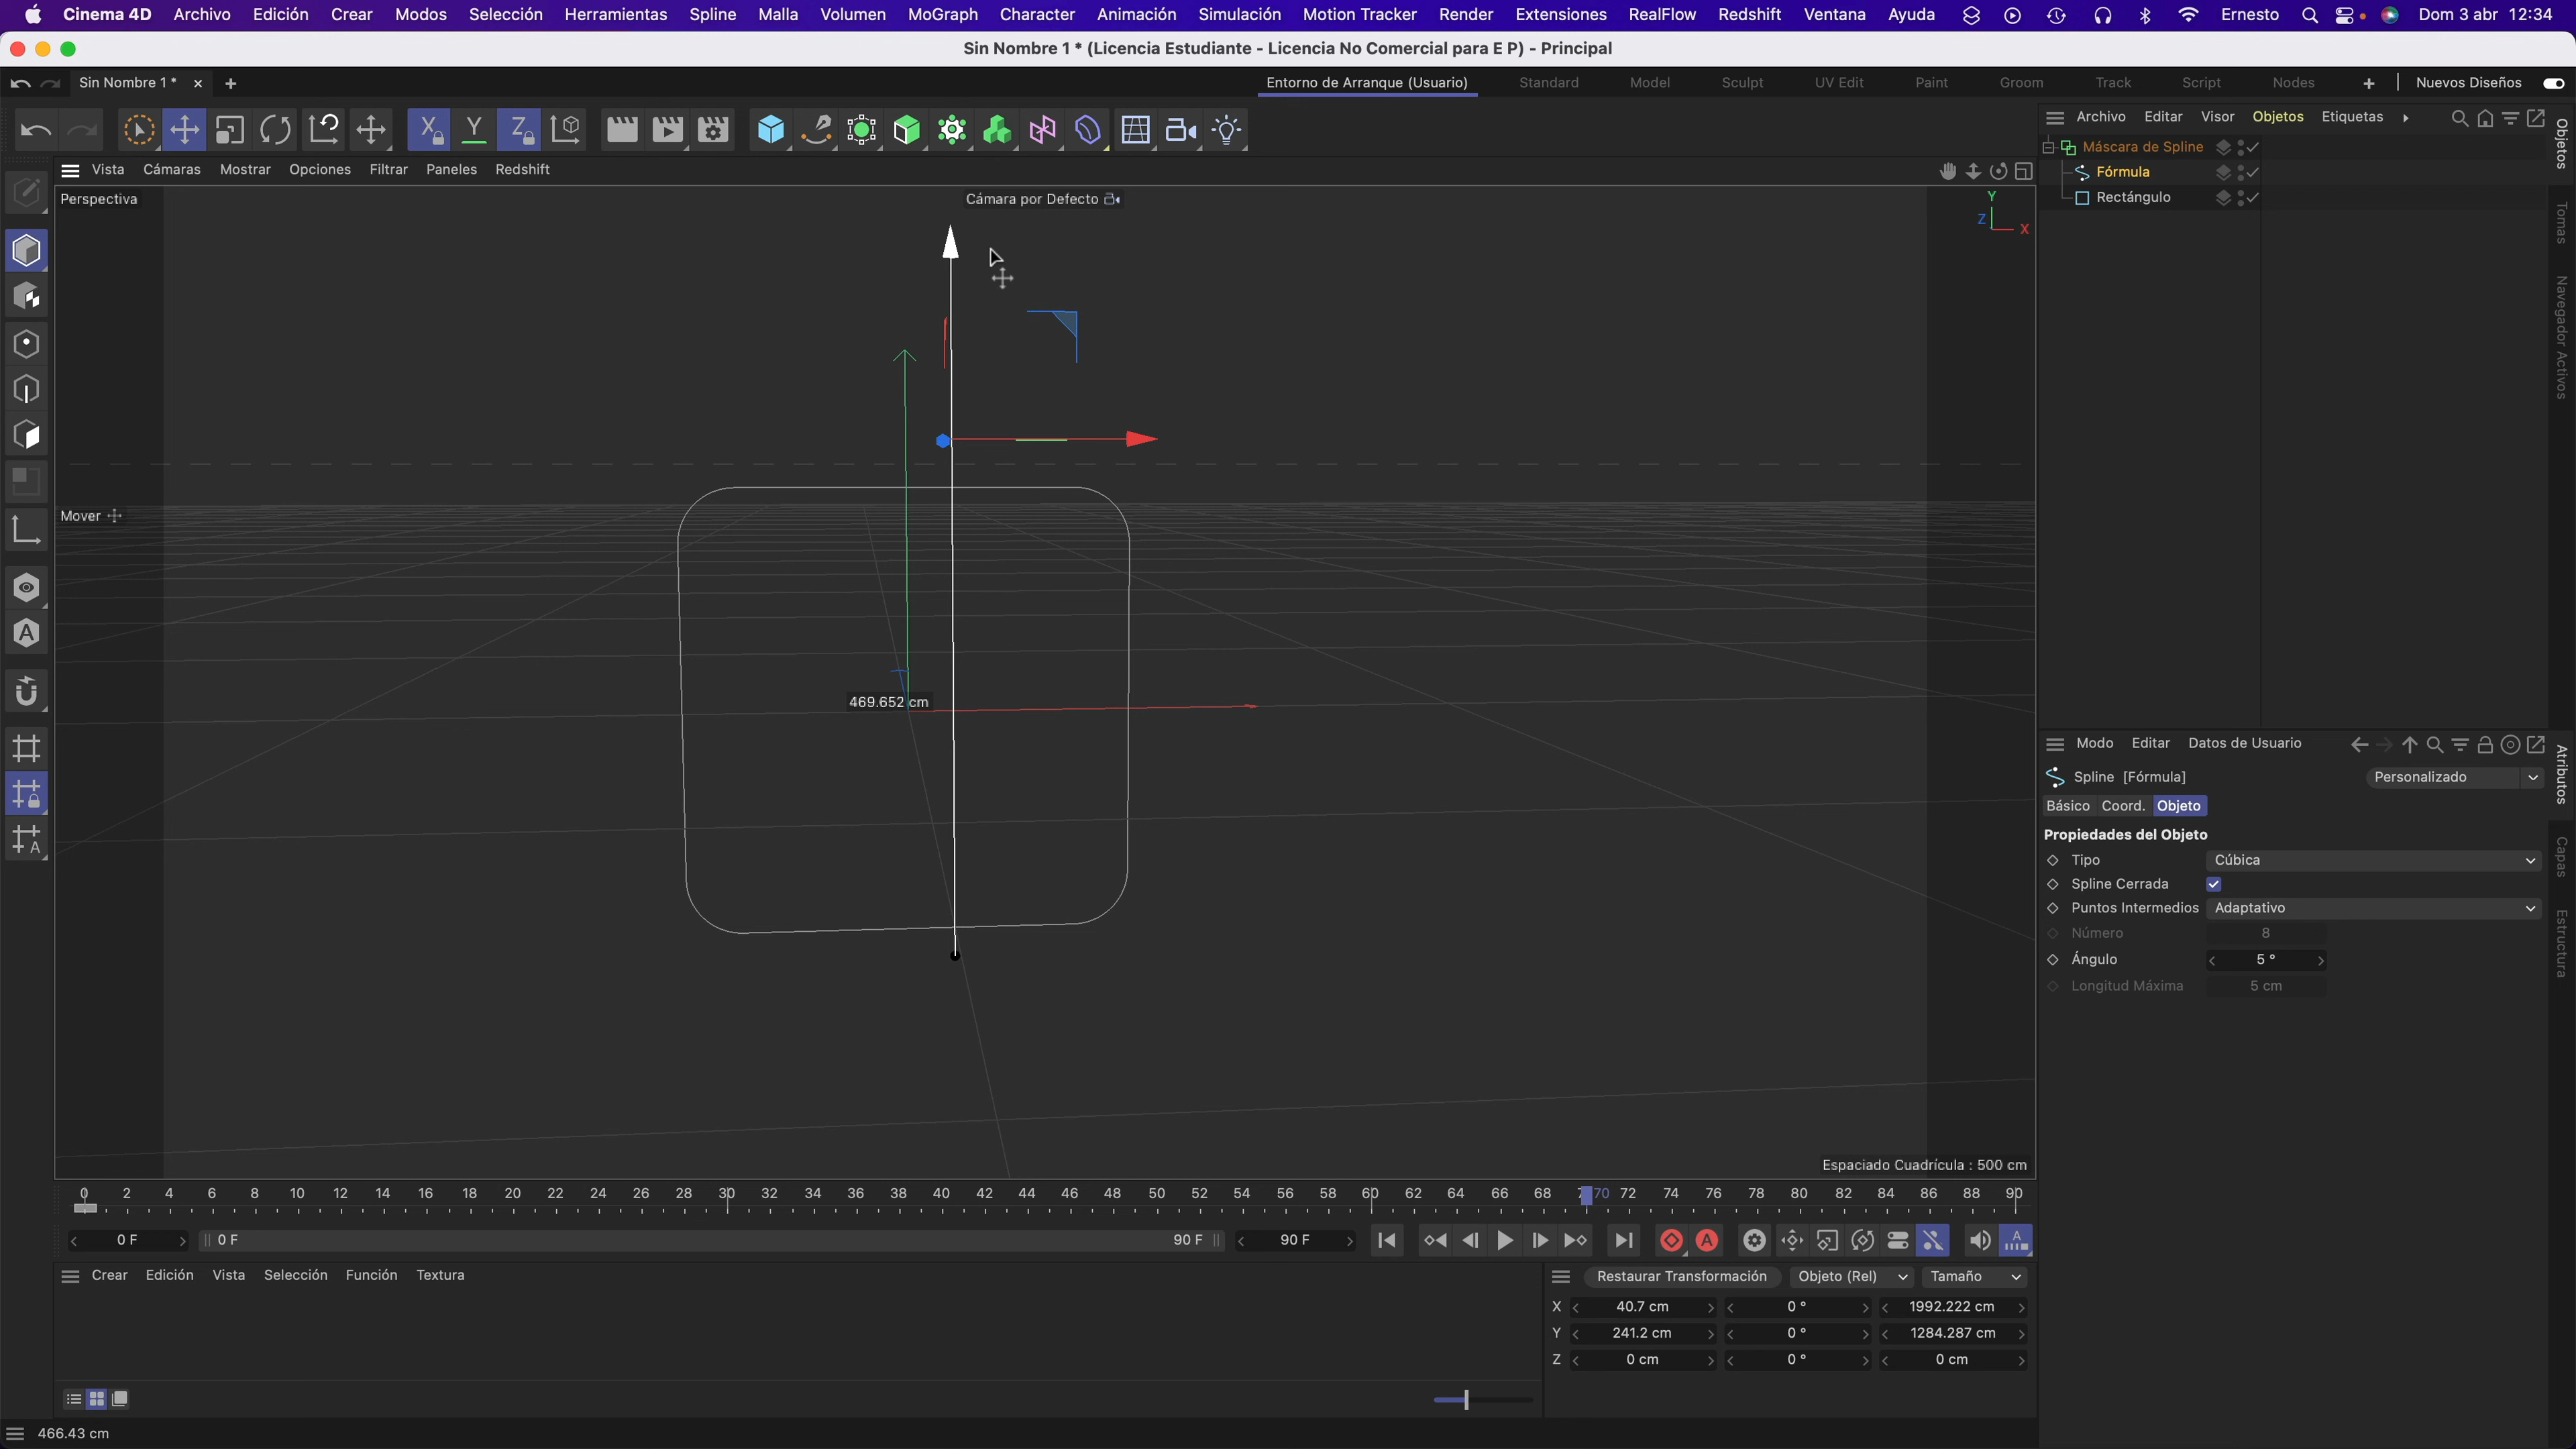 Cinema 4D Archivo Edición Crear Modos Selección Herramientas Spline Malla Volumen MoGraph Character Animación Simulación Motion Tracker Render Extensiones RealFlow Redshift Ventana Ayuda Ernesto Dom 3 abr 12:34
Sin Nombre 1 * (Licencia Estudiante - Licencia No Comercial para E P) - Principal
Sin Nombre 1 * Entorno de Arranque (Usuario) Standard Model Sculpt UV Edit Paint Groom Track Script Nodes Nuevos Diseños
X Y Z
Archivo Editar Visor Objetos Etiquetas
Vista Cámaras Mostrar Opciones Filtrar Paneles Redshift
Perspectiva
Cámara por Defecto
Y
Z
X
Máscara de Spline
Fórmula
Rectángulo
Objetos
Tomas
Navegador Activos
Mover
469.652 cm
Espaciado Cuadrícula : 500 cm
Modo Editar Datos de Usuario
Spline [Fórmula] Personalizado
Básico Coord. Objeto
Propiedades del Objeto
Tipo Cúbica
Spline Cerrada
Puntos Intermedios Adaptativo
Número 8
Ángulo 5 °
Longitud Máxima 5 cm
Atributos
Capas
Estructura
A
A
0 2 4 6 8 10 12 14 16 18 20 22 24 26 28 30 32 34 36 38 40 42 44 46 48 50 52 54 56 58 60 62 64 66 68 70 72 74 76 78 80 82 84 86 88 90
0 F 0 F 90 F 90 F A A
Crear Edición Vista Selección Función Textura
Restaurar Transformación Objeto (Rel) Tamaño
X 40.7 cm 0 ° 1992.222 cm
Y 241.2 cm 0 ° 1284.287 cm
Z 0 cm 0 ° 0 cm
466.43 cm